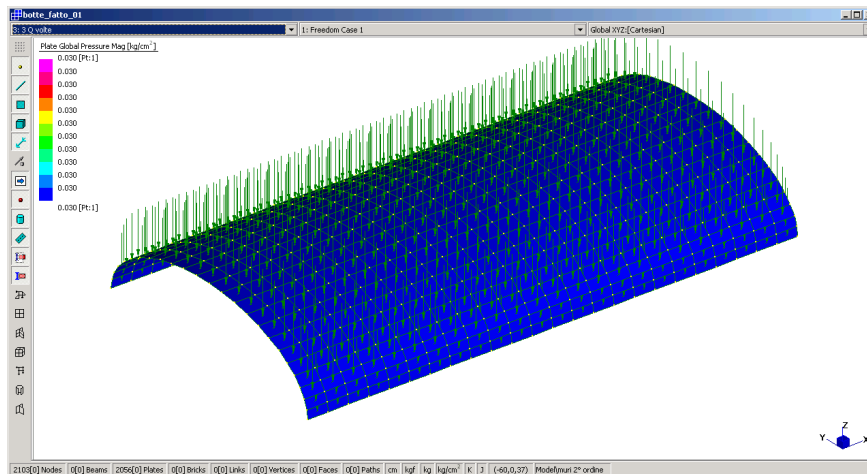 botte_fatto_01
3: 3 Q volte
1: Freedom Case 1
Global XYZ:[Cartesian]
Plate Global Pressure Mag [kg/cm²]
0.030 [Pt:1]
0.030
0.030
0.030
0.030
0.030
0.030
0.030
0.030
0.030
0.030 [Pt:1]
Z
Y
X
2103[0] Nodes 0[0] Beams 2056[0] Plates 0[0] Bricks 0[0] Links 0[0] Vertices 0[0] Faces 0[0] Paths cm kgf kg kg/cm² K J (-60,0,37) Model\muri 2° ordine